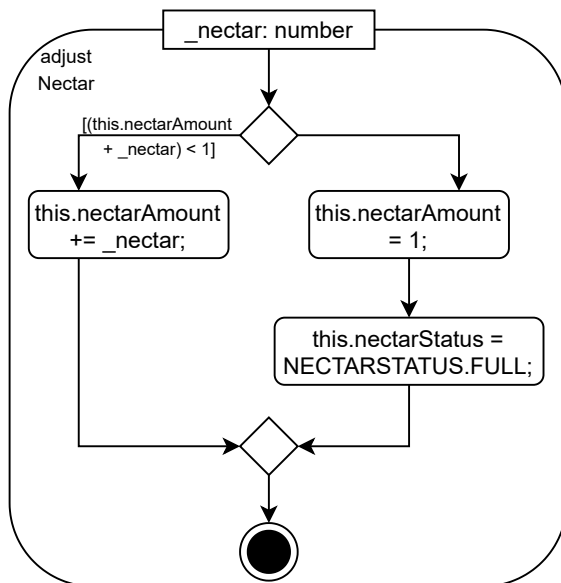 _nectar: number
adjust
Nectar
[(this.nectarAmount
+ _nectar) < 1]
this.nectarAmount
+= _nectar;
this.nectarAmount
= 1;
this.nectarStatus =
NECTARSTATUS.FULL;